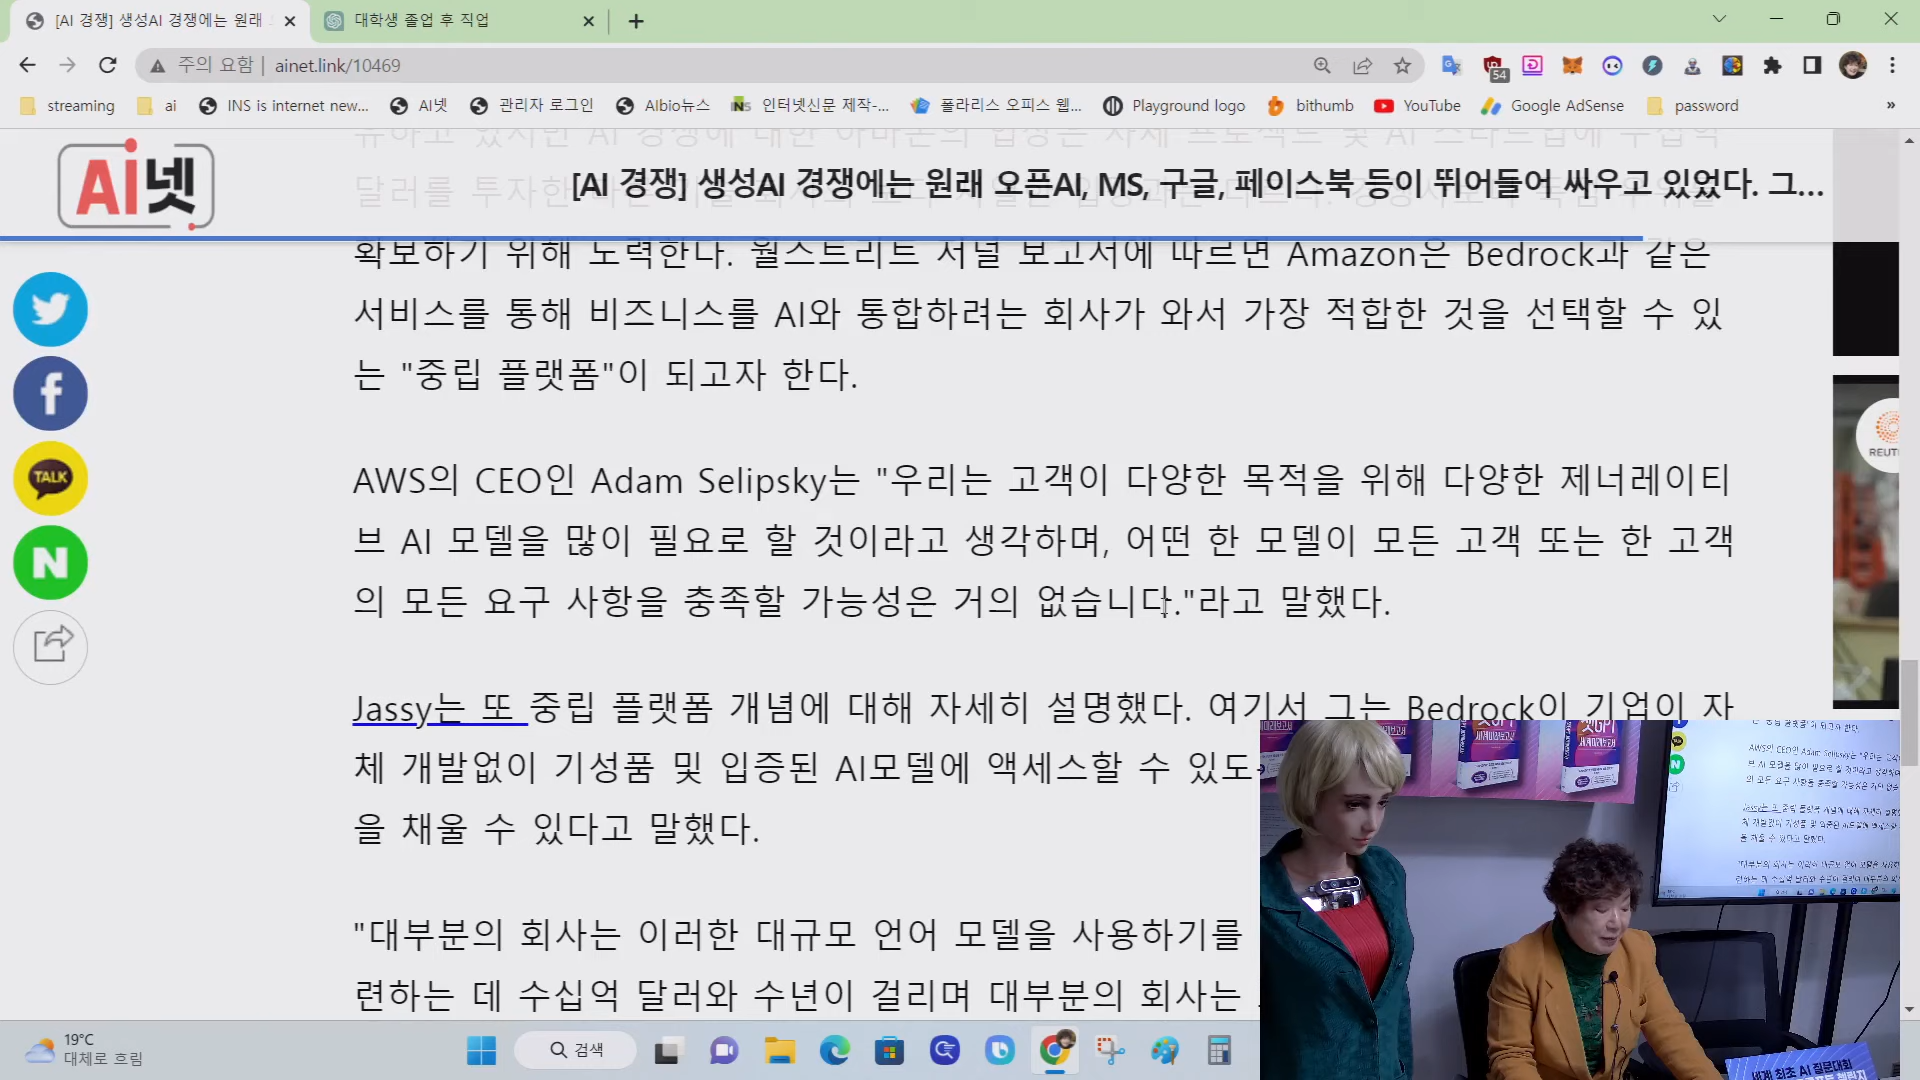 [AI 경쟁] 생성AI 경쟁에는 원래
대학생 졸업 후 직업
주의 요함
ainet.link/10469
54
streaming
ai
INS is internet new...
AI넷
관리자 로그인
AIbio뉴스
인터넷신문 제작-...
폴라리스 오피스 웹...
Playground logo
bithumb
YouTube
Google AdSense
password
»
Ai넷
[AI 경쟁] 생성AI 경쟁에는 원래 오픈AI, MS, 구글, 페이스북 등이 뛰어들어 싸우고 있었다. 그...
확보하기 위해 노력한다. 월스트리트 저널 보고서에 따르면 Amazon은 Bedrock과 같은
서비스를 통해 비즈니스를 AI와 통합하려는 회사가 와서 가장 적합한 것을 선택할 수 있
는 "중립 플랫폼"이 되고자 한다.
AWS의 CEO인 Adam Selipsky는 "우리는 고객이 다양한 목적을 위해 다양한 제너레이티
브 AI 모델을 많이 필요로 할 것이라고 생각하며, 어떤 한 모델이 모든 고객 또는 한 고객
의 모든 요구 사항을 충족할 가능성은 거의 없습니다."라고 말했다.
Jassy는 또 중립 플랫폼 개념에 대해 자세히 설명했다. 여기서 그는 Bedrock이 기업이 자
체 개발없이 기성품 및 입증된 AI모델에 액세스할 수 있도
을 채울 수 있다고 말했다.
"대부분의 회사는 이러한 대규모 언어 모델을 사용하기를
련하는 데 수십억 달러와 수년이 걸리며 대부분의 회사는
TALK
N
REUT
세계 최초 AI 질문대회
19°C
대체로 흐림
검색